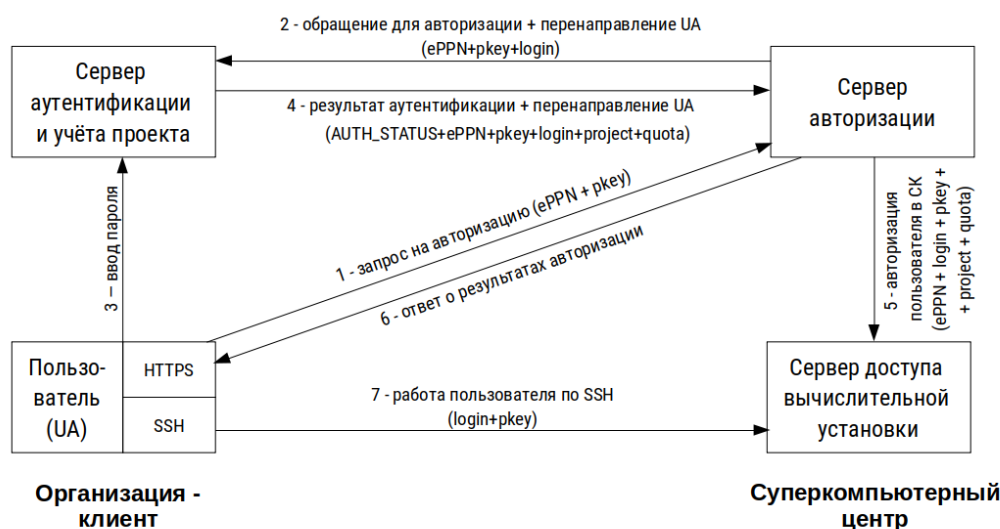 2 - обращение для авторизации + перенаправление UA
(ePPN+pkey+login)
Сервер
аутентификации
и учёта проекта
4 - результат аутентификации + перенаправление UA
(AUTH_STATUS+ePPN+pkey+login+project+quota)
Сервер
авторизации
3 — ввод пароля
1 - запрос на авторизацию (ePPN + pkey)
6 - ответ о результатах авторизации
5 - авторизация
пользователя в СК
(ePPN + login + pkey +
+ project + quota)
Пользо-
ватель
(UA)
HTTPS
SSH
7 - работа пользователя по SSH
(login+pkey)
Сервер доступа
вычислительной
установки
Организация -
клиент
Суперкомпьютерный
центр